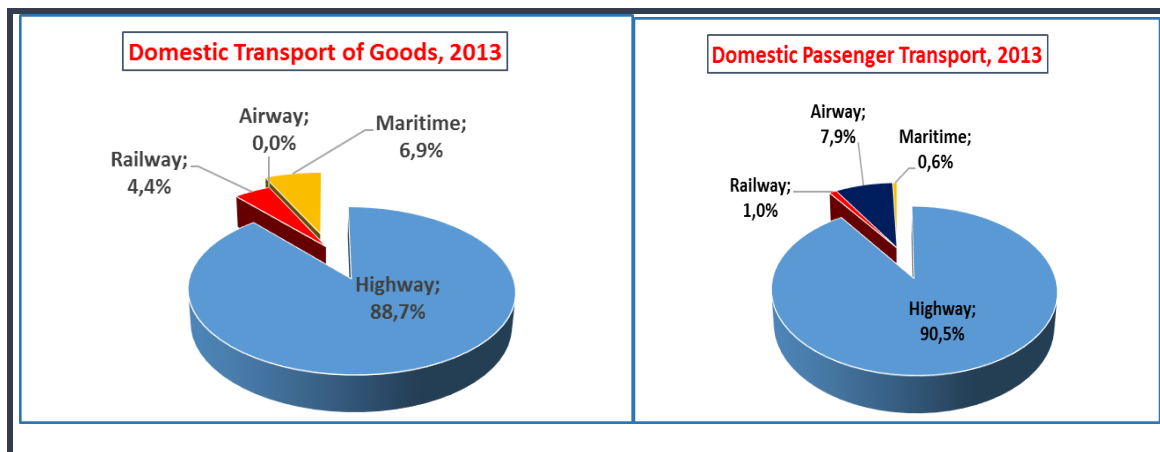 Domestic Transport of Goods, 2013
Airway;
0,0%
Maritime;
6,9%
Railway;
4,4%
Highway;
88,7%
Domestic Passenger Transport, 2013
Airway;
7,9%
Maritime;
0,6%
Railway;
1,0%
Highway;
90,5%